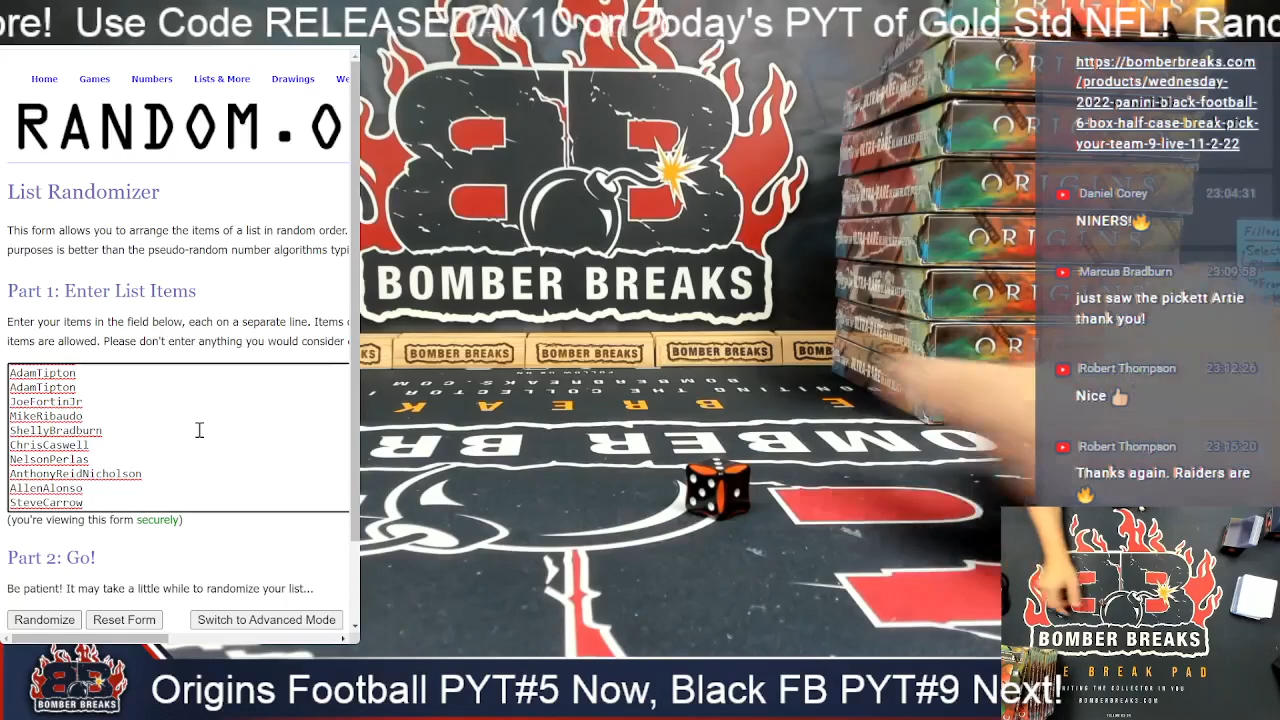 ore! Use Code RELEASEDAY10 on Today's PYT of Gold Std NFL! Rand
Home Games Numbers Lists & More Drawings We
RANDOM.O
List Randomizer
This form allows you to arrange the items of a list in random order.
purposes is better than the pseudo-random number algorithms typi
Part 1: Enter List Items
Enter your items in the field below, each on a separate line. Items
items are allowed. Please don't enter anything you would consider
AdamTipton
AdamTipton
JoeFortinJr
MikeRibaudo
ShellyBradburn
ChrisCaswell
NelsonPerlas
AnthonyReidNicholson
AllenAlonso
SteveCarrow
(you're viewing this form securely)
Part 2: Go!
Be patient! It may take a little while to randomize your list...
Randomize Reset Form Switch to Advanced Mode
BOMBER BREAKS
BOMBER BREAKS BOMBER BREAKS BOMBER BREAKS
ORIGINS
https://bomberbreaks.com
/products/wednesday-
2022-panini-black-football-
6-box-half-case-break-pick-
your-team-9-live-11-2-22
Daniel Corey 23:04:31
NINERS!🔥
Marcus Bradburn 23:09:58
just saw the pickett Artie
thank you!
Robert Thompson 23:12:26
Nice 👍🏻
Robert Thompson 23:15:20
Thanks again. Raiders are
🔥
BOMBER BREAKS
BREAK PAD
BOMBERBREAKS.COM
BOMBER BREAKS
Origins Football PYT#5 Now, Black FB PYT#9 Next!